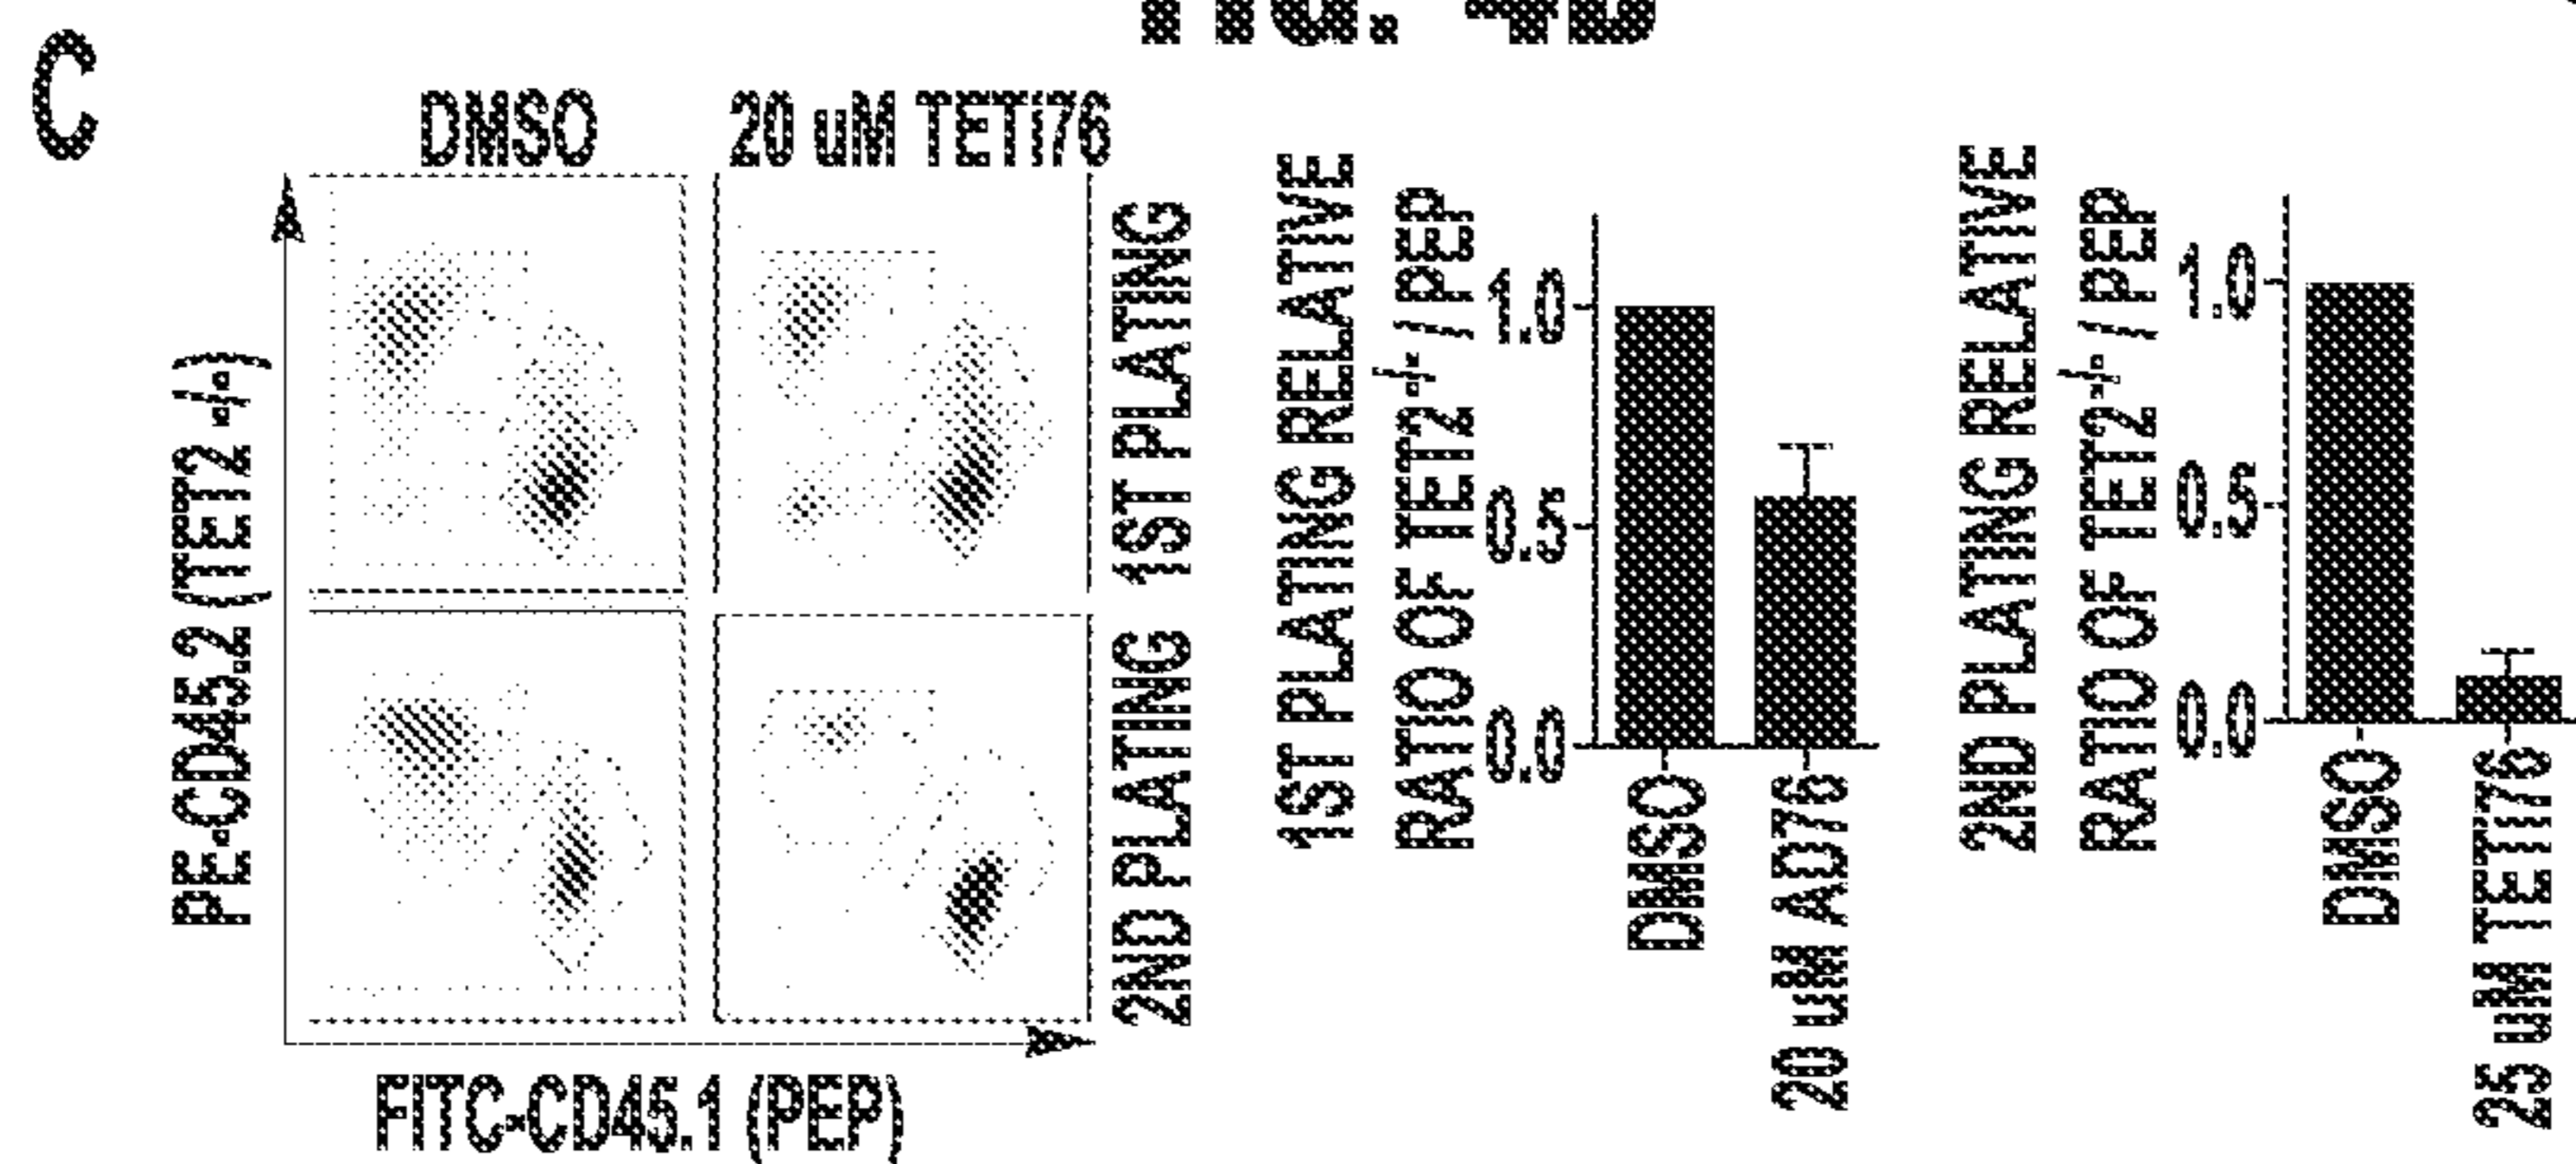 C
DMSO
20 uM TETi76
PE-CD45.2 (TET2 -/-)
FITC-CD45.1 (PEP)
1ST PLATING
2ND PLATING
1ST PLATING RELATIVE
RATIO OF TET2-/- / PEP
1.0
0.5
0.0
DMSO
20 uM AD76
2ND PLATING RELATIVE
RATIO OF TET2-/- / PEP
1.0
0.5
0.0
DMSO
25 uM TETi76